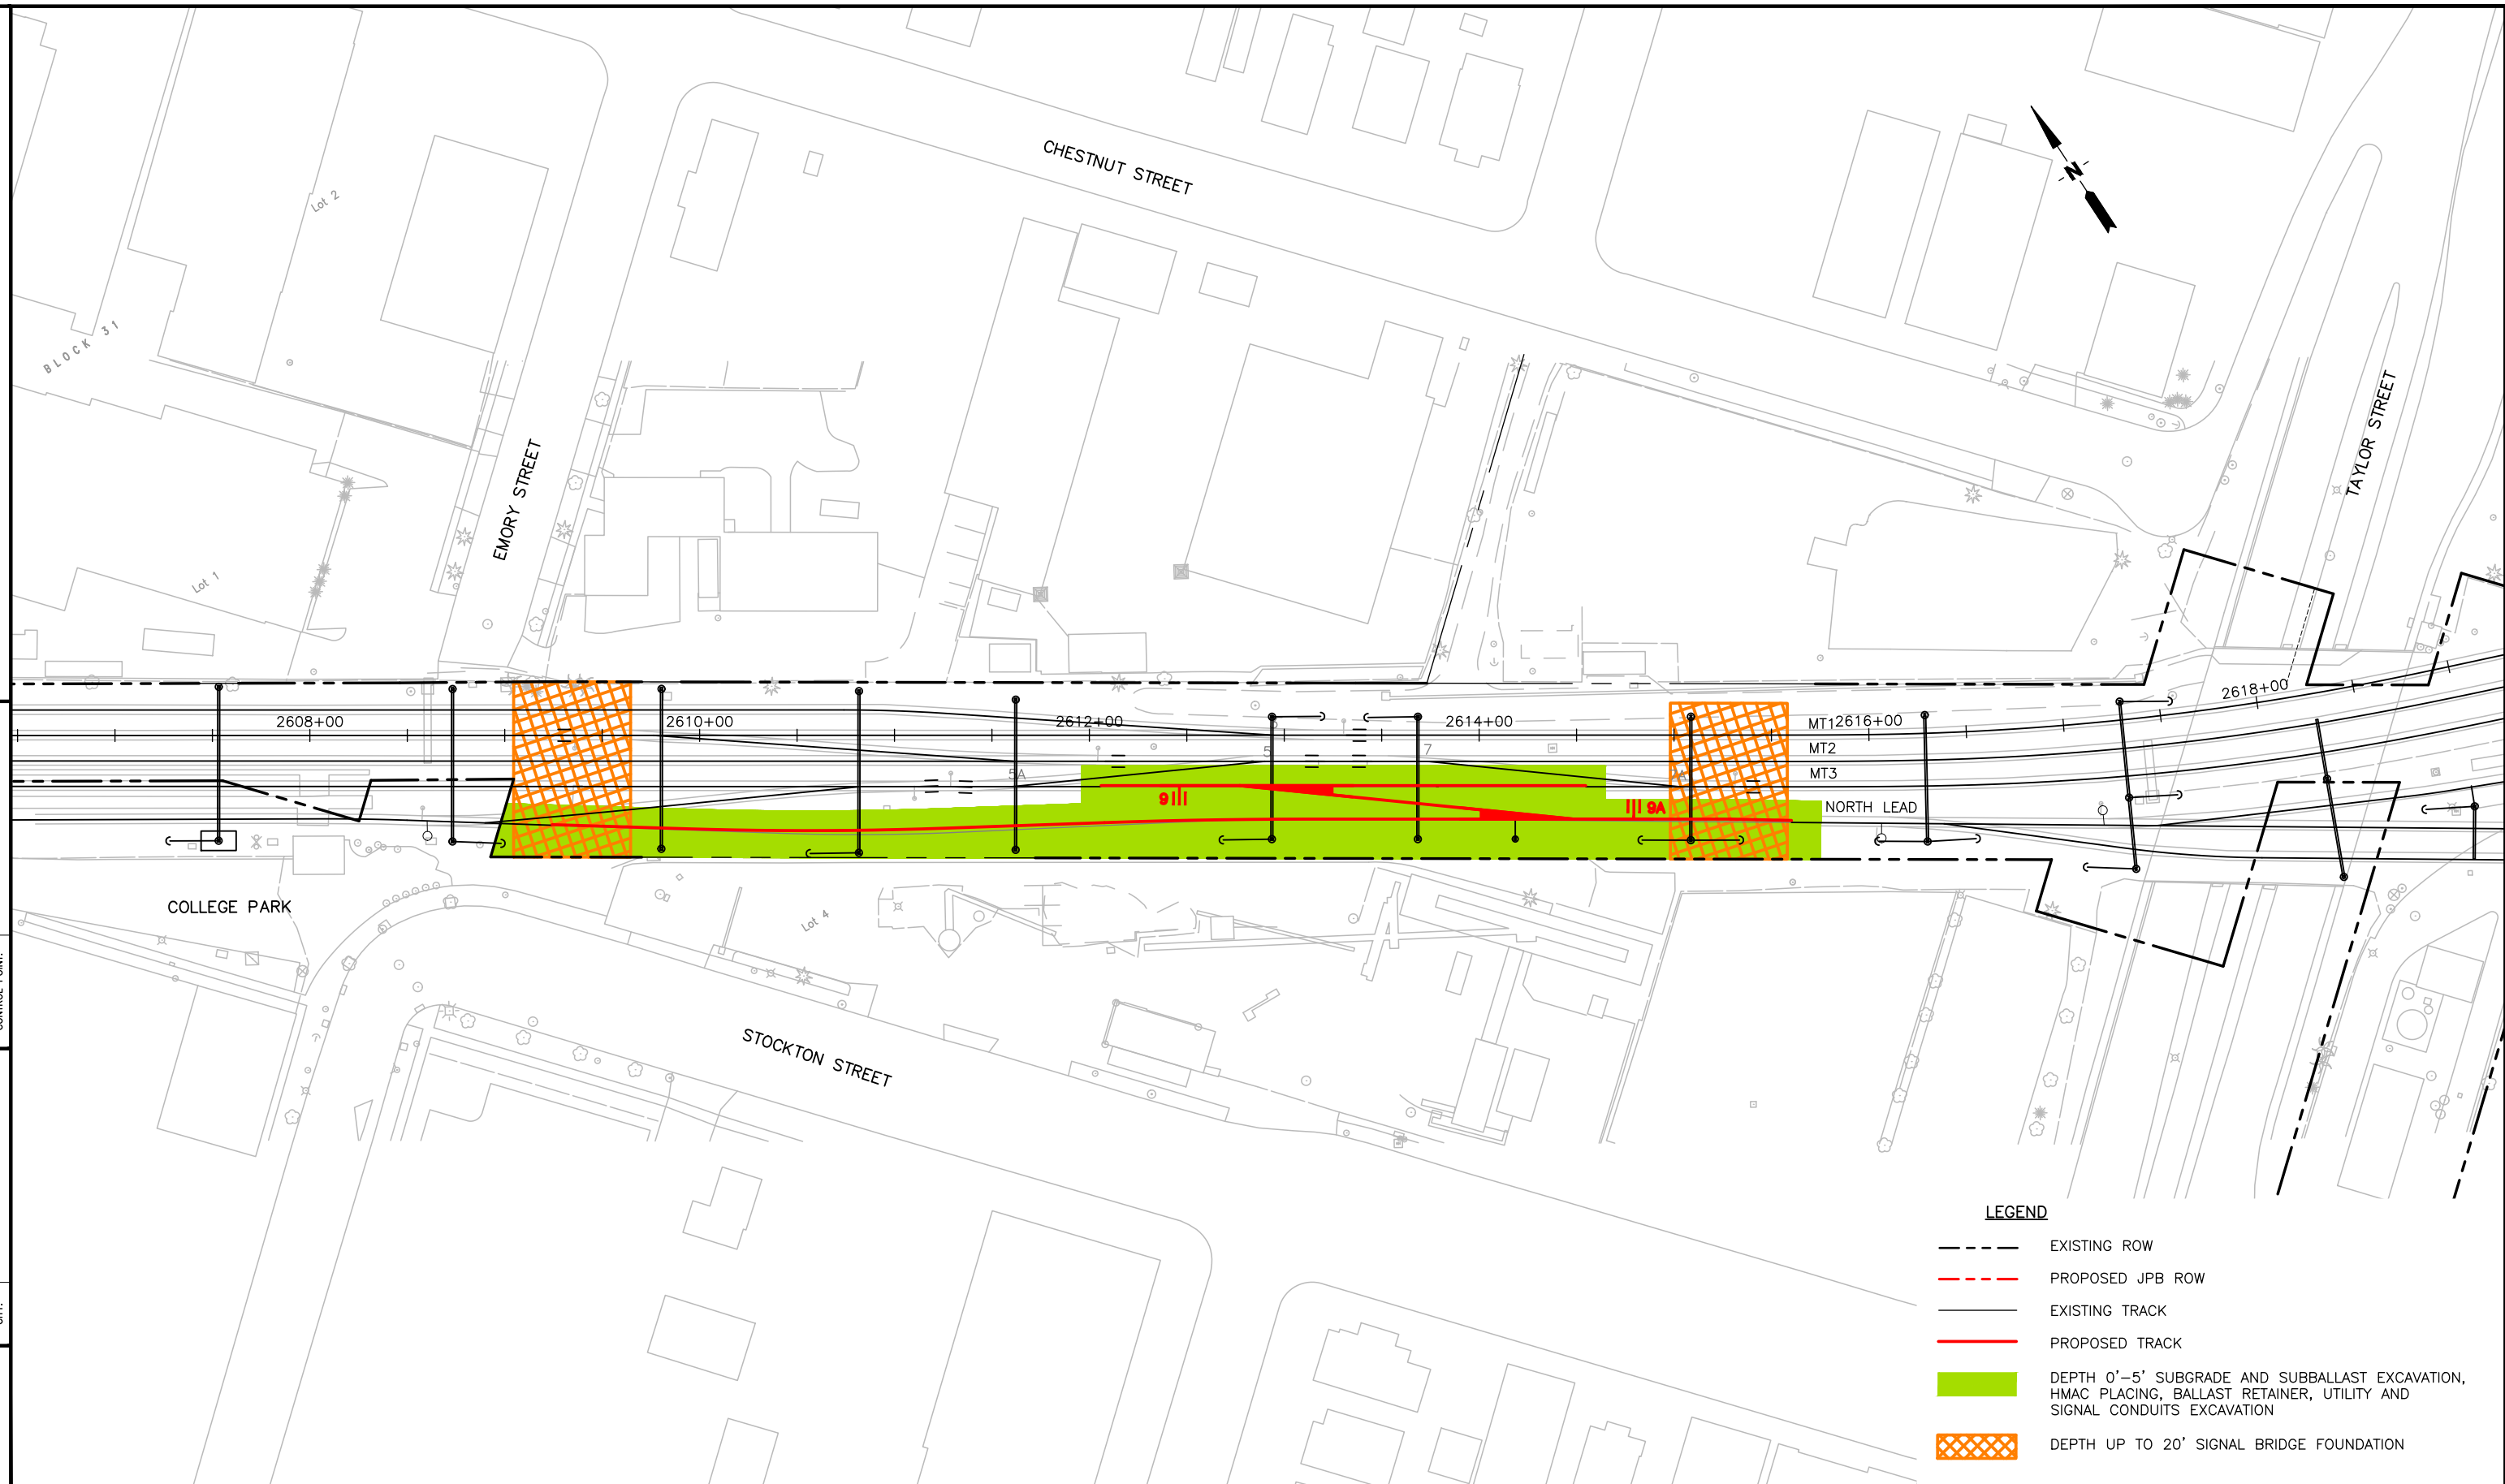 CHESTNUT STREET
N
Lot 2
BLOCK 31
EMORY STREET
TAYLOR STREET
Lot 1
2608+00
2610+00
2612+00
2614+00
MT1
2616+00
2618+00
MT2
MT3
5
7
5A
NORTH LEAD
9
9A
COLLEGE PARK
Lot 4
STOCKTON STREET
LEGEND
EXISTING ROW
PROPOSED JPB ROW
EXISTING TRACK
PROPOSED TRACK
DEPTH 0'-5' SUBGRADE AND SUBBALLAST EXCAVATION,
HMAC PLACING, BALLAST RETAINER, UTILITY AND
SIGNAL CONDUITS EXCAVATION
DEPTH UP TO 20' SIGNAL BRIDGE FOUNDATION